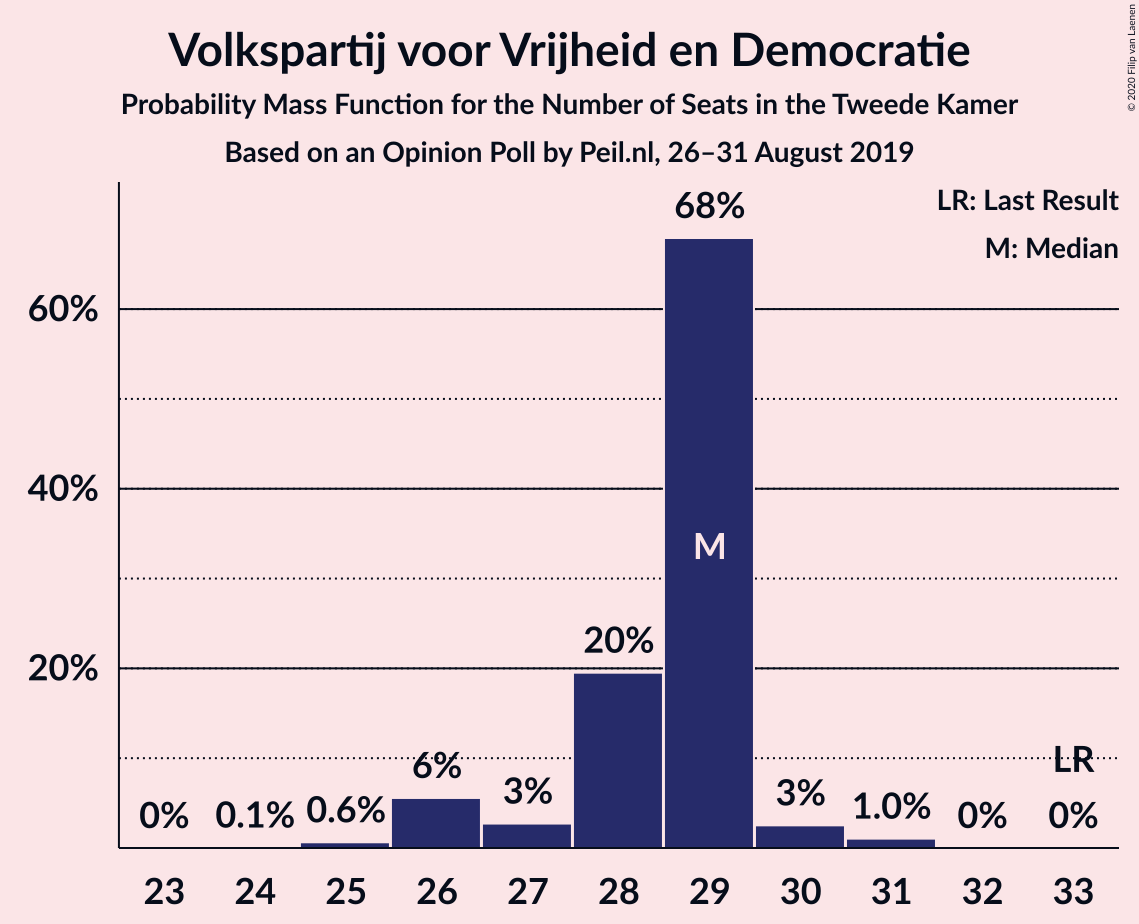 Volkspartij voor Vrijheid en Democratie
Probability Mass Function for the Number of Seats in the Tweede Kamer
Based on an Opinion Poll by Peil.nl, 26–31 August 2019
© 2020 Filip van Laenen
LR: Last Result
M: Median
68%
60%
40%
M
20%
20%
6%
3%
3%
LR
0%
0.1%
0.6%
1.0%
0%
0%
23 24 25 26 27 28 29 30 31 32 33